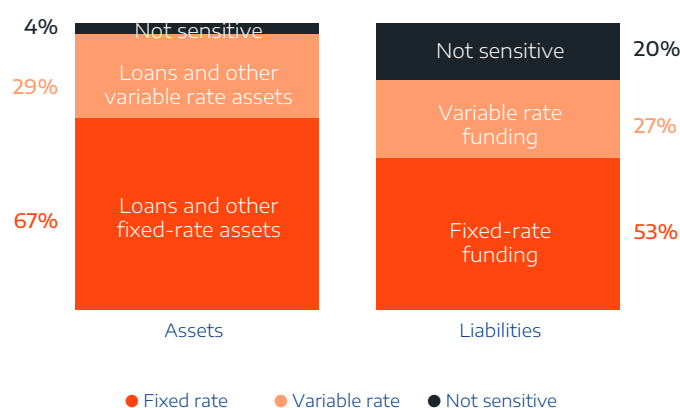 4%
Not sensitive
29%
Loans and other
variable rate assets
67%
Loans and other
fixed-rate assets
Assets
Not sensitive
20%
Variable rate
funding
27%
Fixed-rate
funding
53%
Liabilities
Fixed rate
Variable rate
Not sensitive